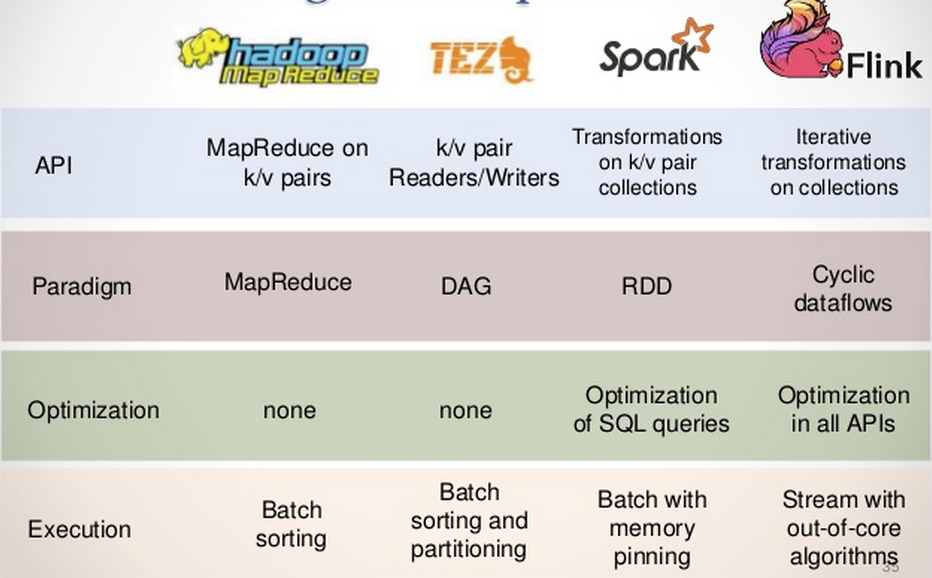 hadoop
MapReduce
TEZ
Spark
Flink
API
MapReduce on
k/v pairs
k/v pair
Readers/Writers
Transformations
on k/v pair
collections
Iterative
transformations
on collections
Paradigm
MapReduce
DAG
RDD
Cyclic
dataflows
Optimization
none
none
Optimization
of SQL queries
Optimization
in all APIs
Execution
Batch
sorting
Batch
sorting and
partitioning
Batch with
memory
pinning
Stream with
out-of-core
algorithms
35